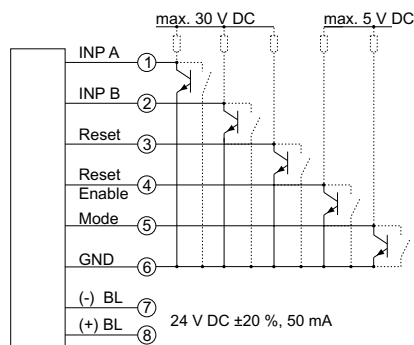 max. 30 V DC
max. 5 V DC
INP A
1
INP B
2
Reset
3
Reset
Enable
4
Mode
5
GND
6
(-) BL
7
24 V DC ±20 %, 50 mA
(+) BL
8